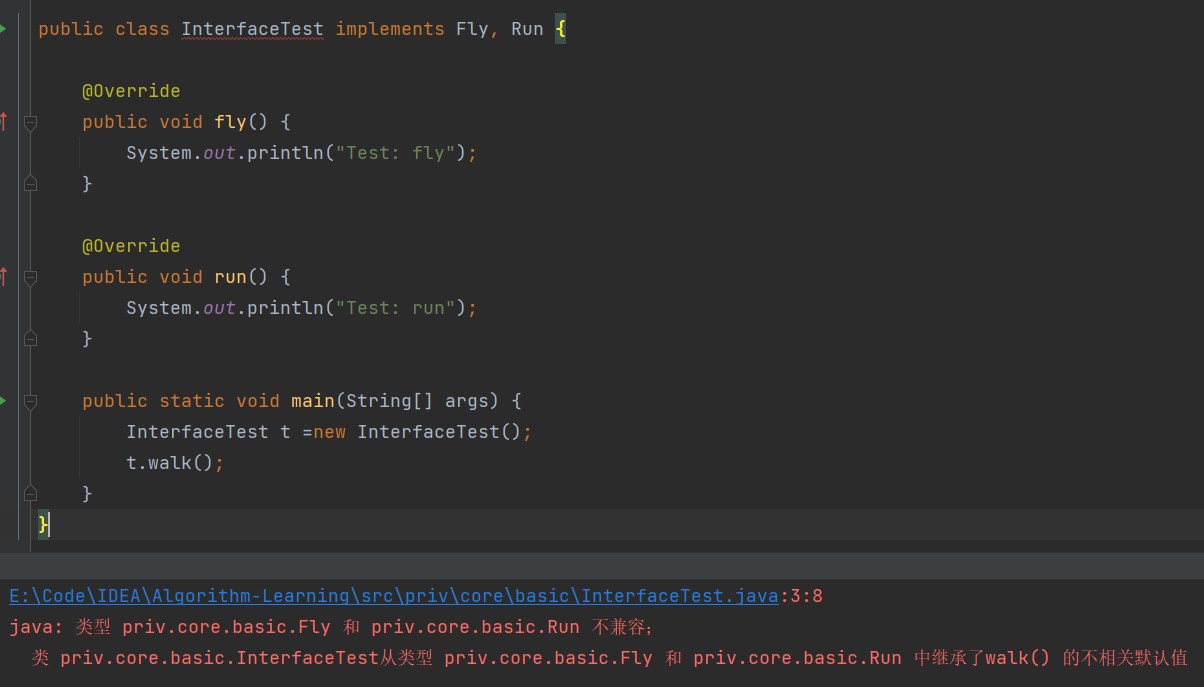 public class InterfaceTest implements Fly, Run {
@Override
public void fly() {
System.out.println("Test: fly");
}
@Override
public void run() {
System.out.println("Test: run");
}
public static void main(String[] args) {
InterfaceTest t =new InterfaceTest();
t.walk();
}
}
E:\Code\IDEA\Algorithm-Learning\src\priv\core\basic\InterfaceTest.java:3:8
java: 类型 priv.core.basic.Fly 和 priv.core.basic.Run 不兼容;
类 priv.core.basic.InterfaceTest从类型 priv.core.basic.Fly 和 priv.core.basic.Run 中继承了walk() 的不相关默认值